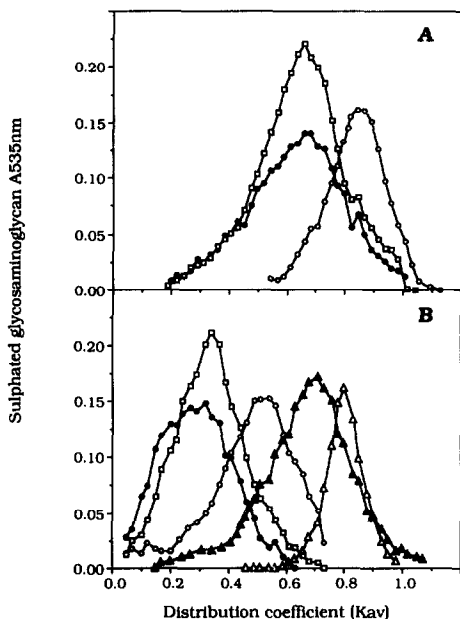 A
0.20
0.15
0.10
0.05
0.00
B
0.20
0.15
0.10
0.05
0.00
0.0 0.2 0.4 0.6 0.8 1.0
Distribution coefficient (Kav)
Sulphated glycosaminoglycan A535nm